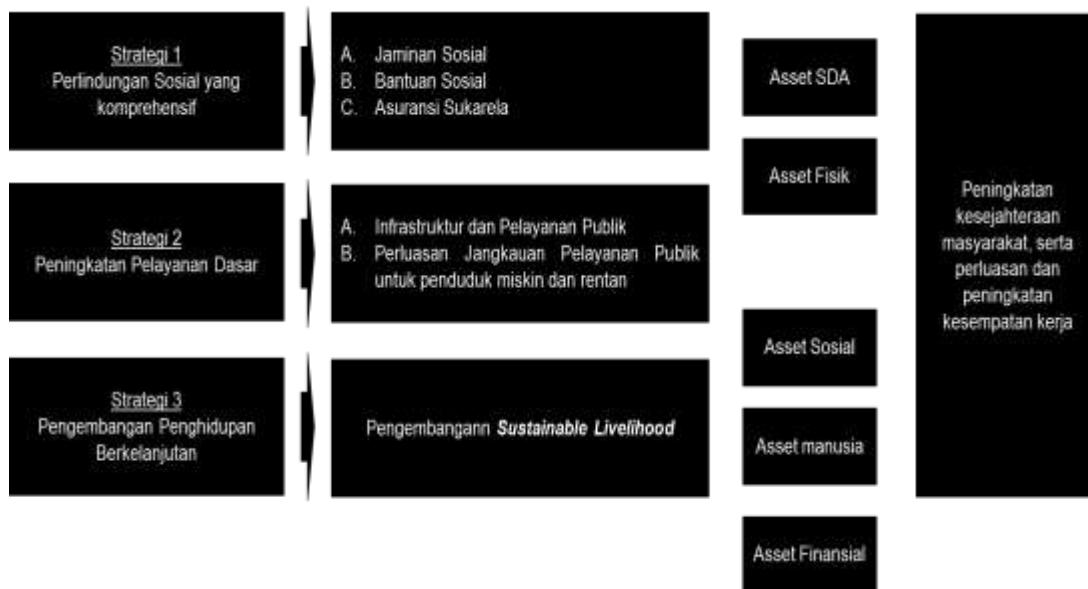 Strategi 1
Perlindungan Sosial yang
komprehensif
A. Jaminan Sosial
B. Bantuan Sosial
C. Asuransi Sukarela
Strategi 2
Peningkatan Pelayanan Dasar
A. Infrastruktur dan Pelayanan Publik
B. Perluasan Jangkauan Pelayanan Publik
untuk penduduk miskin dan rentan
Strategi 3
Pengembangan Penghidupan
Berkelanjutan
Pengembangann Sustainable Livelihood
Asset SDA
Asset Fisik
Asset Sosial
Asset manusia
Asset Finansial
Peningkatan
kesejahteraan
masyarakat, serta
perluasan dan
peningkatan
kesempatan kerja